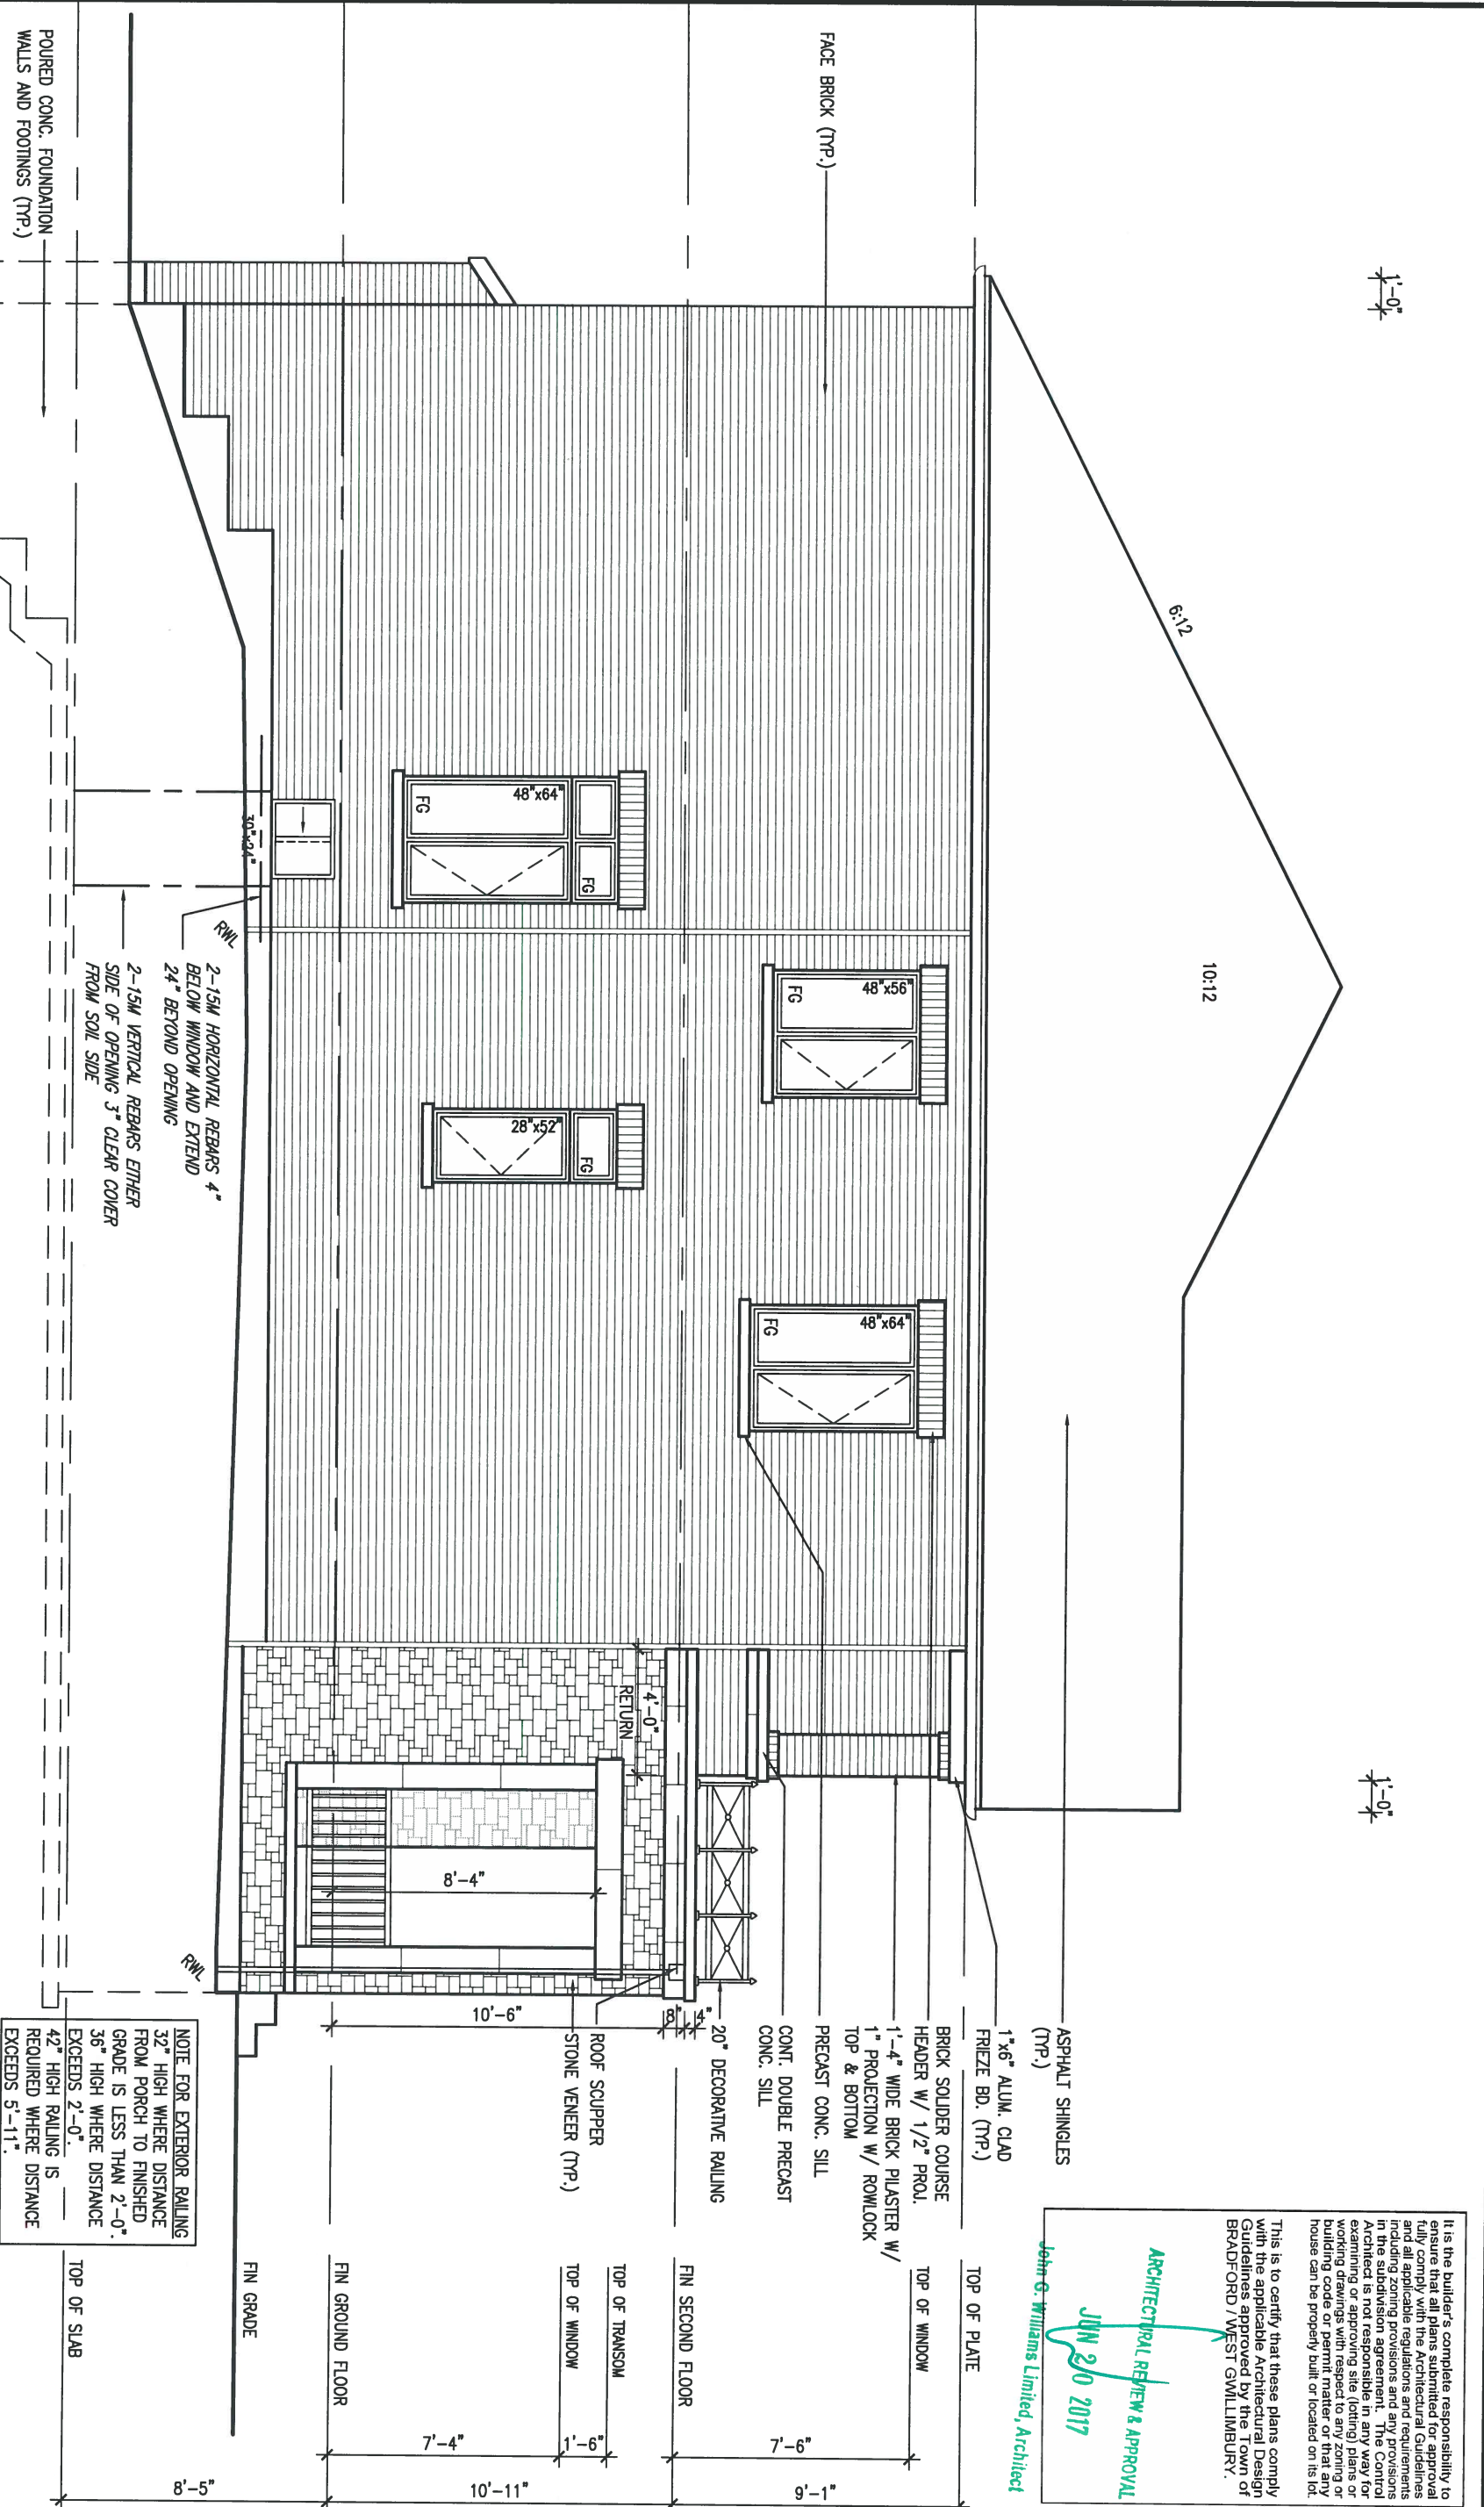 It is the builder's complete responsibility to
ensure that all plans submitted for approval
fully comply with the Architectural Guidelines
and all applicable regulations and requirements
including zoning provisions and any provisions
in the subdivision agreement. The Control
Architect is not responsible in any way for
examining or approving site (lotting) plans or
working drawings with respect to any zoning or
building code or permit matter or that any
house can be properly built or located on its lot.
This is to certify that these plans comply
with the applicable Architectural Design
Guidelines approved by the Town of
BRADFORD / WEST GWILLIMBURY.
ARCHITECTURAL REVIEW & APPROVAL
JUN 20 2017
John G. Williams Limited, Architect
1'-0"
1'-0"
6:12
10:12
ASPHALT SHINGLES
(TYP.)
1"x6" ALUM. CLAD
FRIEZE BD. (TYP.)
BRICK SOLIDER COURSE
HEADER W/ 1/2" PROJ.
1'-4" WIDE BRICK PILASTER W/
1" PROJECTION W/ ROWLOCK
TOP & BOTTOM
PRECAST CONC. SILL
CONT. DOUBLE PRECAST
CONC. SILL
20" DECORATIVE RAILING
ROOF SCUPPER
STONE VENEER (TYP.)
FACE BRICK (TYP.)
48"x56"
FG
48"x64"
FG
48"x64"
FG
FG
28"x52"
FG
30"x24"
RWL
4'-0"
RETURN
8'-4"
RWL
10'-6"
8"
4"
TOP OF PLATE
TOP OF WINDOW
FIN SECOND FLOOR
TOP OF TRANSOM
TOP OF WINDOW
FIN GROUND FLOOR
FIN GRADE
TOP OF SLAB
9'-1"
7'-6"
10'-11"
1'-6"
7'-4"
8'-5"
2-15M HORIZONTAL REBARS 4"
BELOW WINDOW AND EXTEND
24" BEYOND OPENING
2-15M VERTICAL REBARS EITHER
SIDE OF OPENING 3" CLEAR COVER
FROM SOIL SIDE
POURED CONC. FOUNDATION
WALLS AND FOOTINGS (TYP.)
NOTE FOR EXTERIOR RAILING
32" HIGH WHERE DISTANCE
FROM PORCH TO FINISHED
GRADE IS LESS THAN 2'-0".
36" HIGH WHERE DISTANCE
EXCEEDS 2'-0".
42" HIGH RAILING IS
REQUIRED WHERE DISTANCE
EXCEEDS 5'-11".